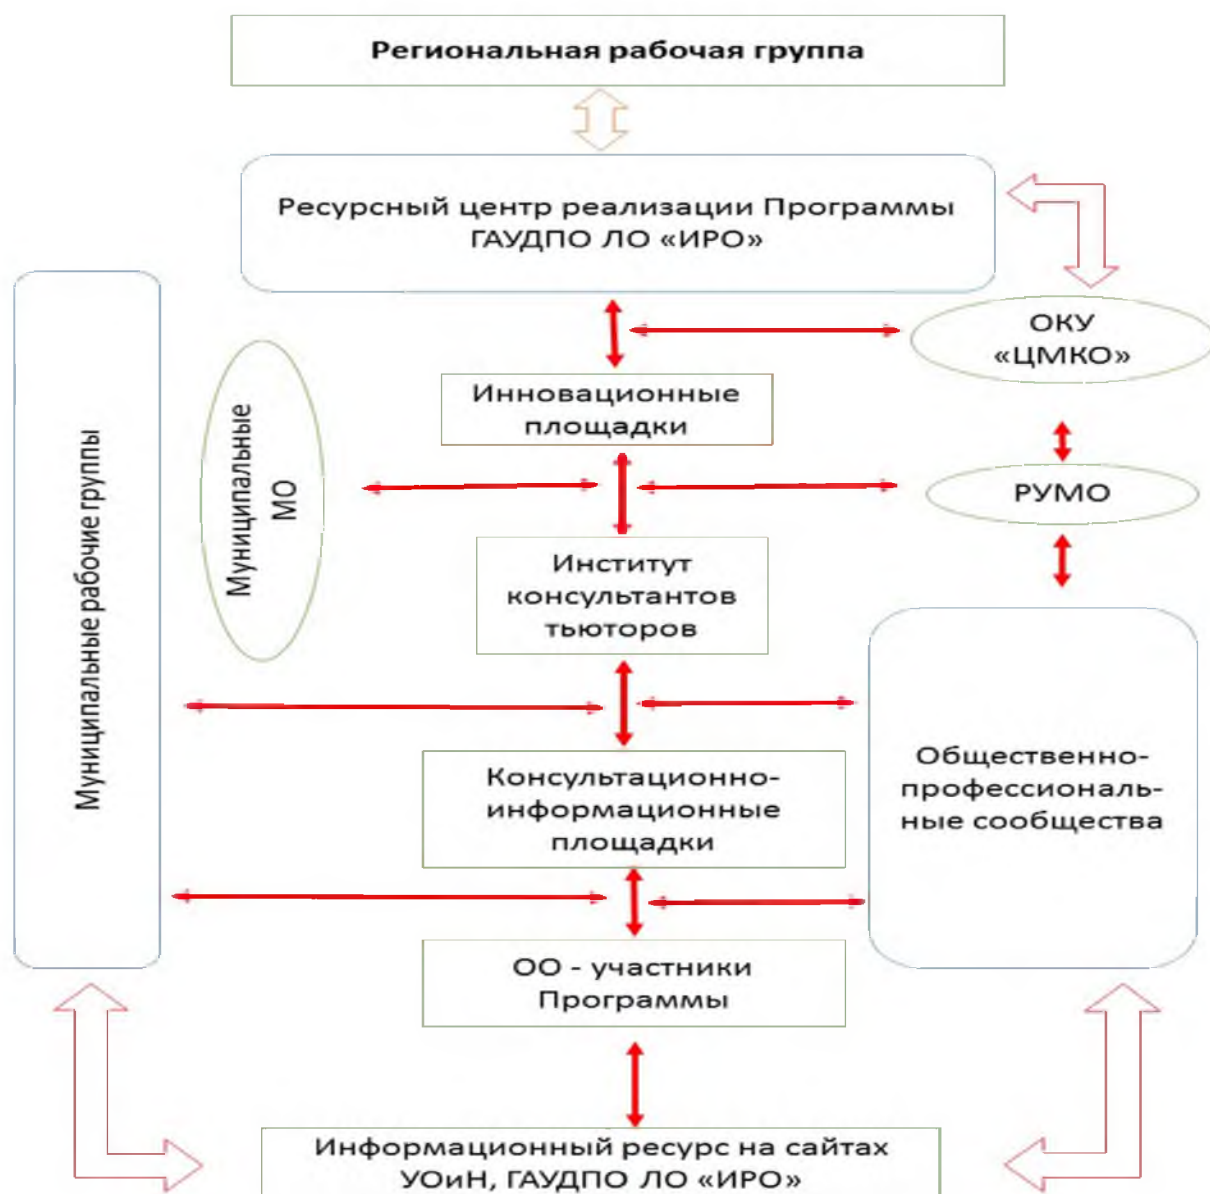 Региональная рабочая группа
Ресурсный центр реализации Программы
ГАУДПО ЛО «ИРО»
ОКУ
«ЦМКО»
Инновационные
площадки
Муниципальные рабочие группы
Муниципальные
МО
РУМО
Институт
консультантов
тьюторов
Общественно-
профессиональ-
ные сообщества
Консультационно-
информационные
площадки
ОО - участники
Программы
Информационный ресурс на сайтах
УОиН, ГАУДПО ЛО «ИРО»